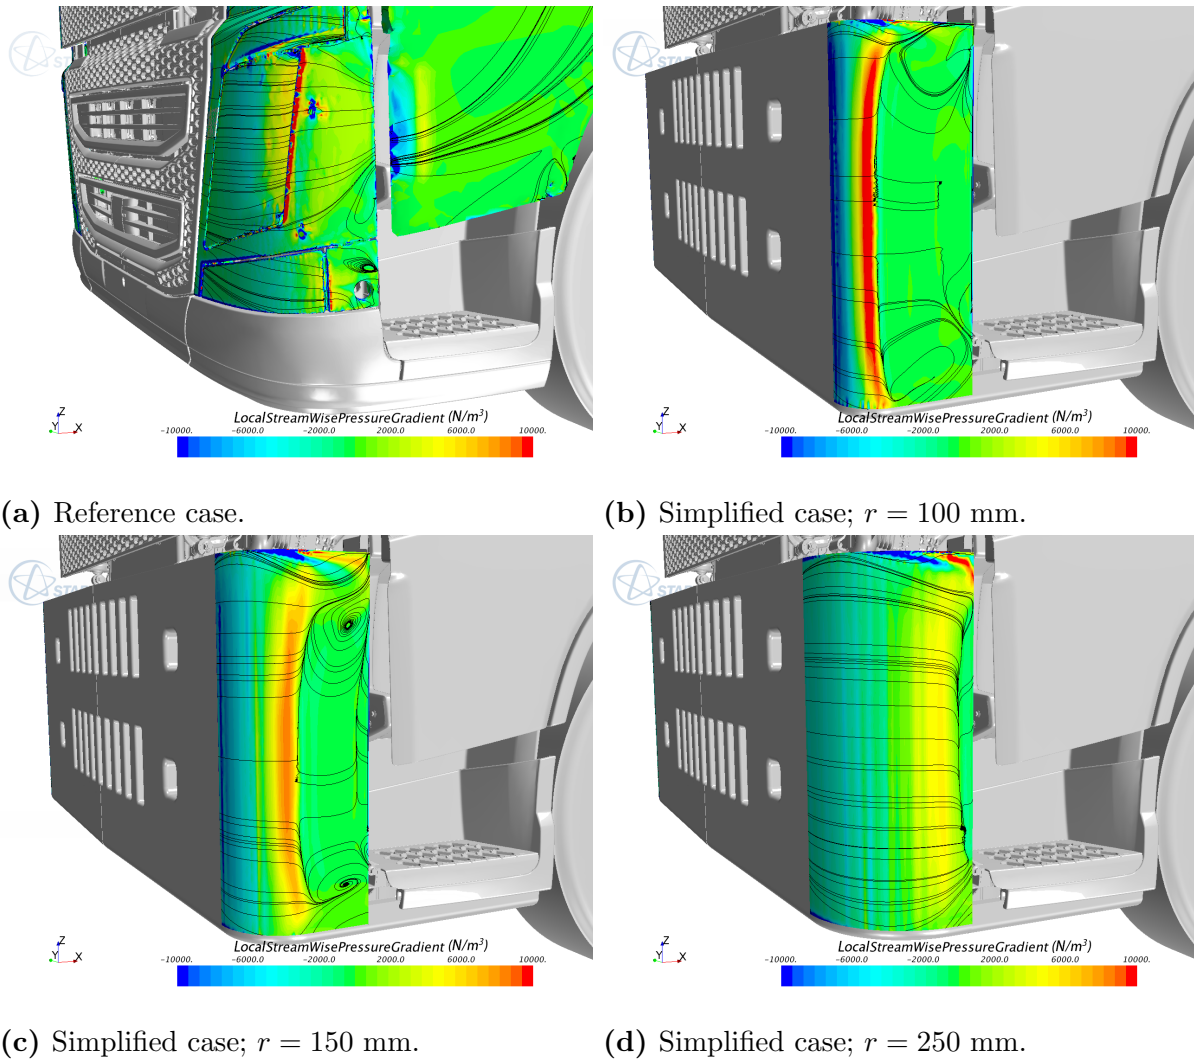 LocalStreamWisePressureGradient (N/m³)
-10000. -6000.0 -2000.0 2000.0 6000.0 10000.
Z
Y X
(a) Reference case.
LocalStreamWisePressureGradient (N/m³)
-10000. -6000.0 -2000.0 2000.0 6000.0 10000.
Z
Y X
(b) Simplified case; r = 100 mm.
STA
LocalStreamWisePressureGradient (N/m³)
-10000. -6000.0 -2000.0 2000.0 6000.0 10000.
Z
Y X
(c) Simplified case; r = 150 mm.
STAR
LocalStreamWisePressureGradient (N/m³)
-10000. -6000.0 -2000.0 2000.0 6000.0 10000.
Z
Y X
(d) Simplified case; r = 250 mm.